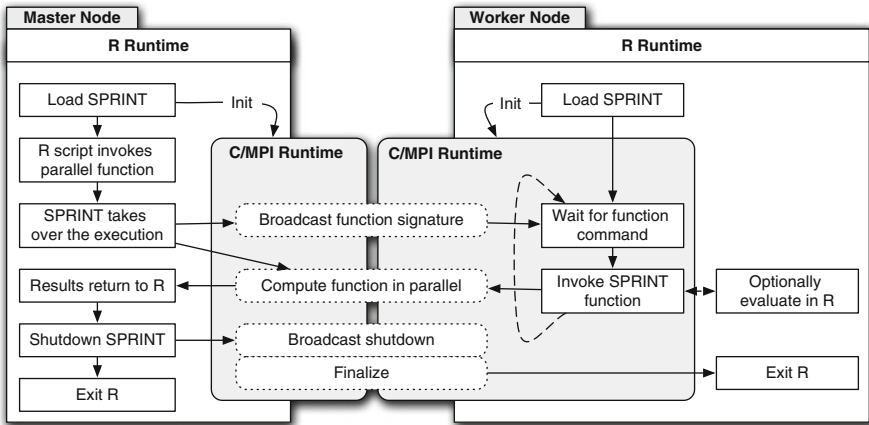 Master Node
R Runtime
Load SPRINT
Init
R script invokes
parallel function
SPRINT takes
over the execution
Results return to R
Shutdown SPRINT
Exit R
C/MPI Runtime
C/MPI Runtime
Broadcast function signature
Compute function in parallel
Broadcast shutdown
Finalize
Worker Node
R Runtime
Init
Load SPRINT
Wait for function
command
Invoke SPRINT
function
Optionally
evaluate in R
Exit R